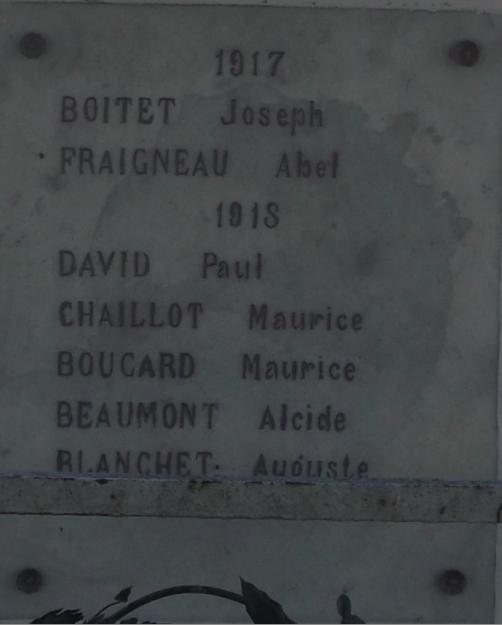 1917
BOITET Joseph
FRAIGNEAU Abel
1918
DAVID Paul
CHAILLOT Maurice
BOUCARD Maurice
BEAUMONT Alcide
BLANCHET Auguste